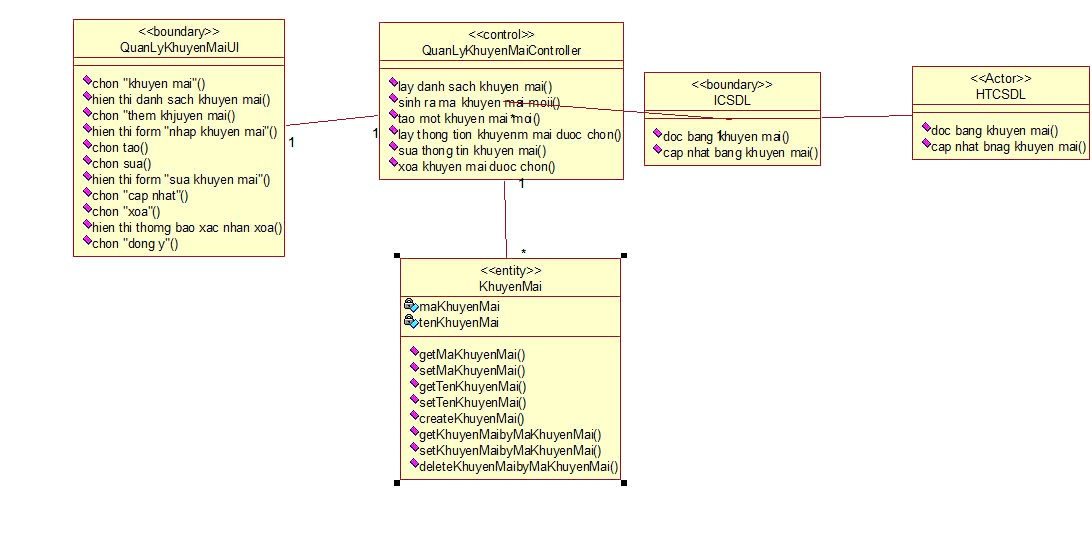 <<boundary>>
QuanLyKhuyenMaiUI
chon "khuyen mai"()
hien thi danh sach khuyen mai()
chon "them khjuyen mai()
hien thi form "nhap khuyen mai"()
chon tao()
chon sua()
hien thi form "sua khuyen mai"()
chon "cap nhat"()
chon "xoa"()
hien thi thomg bao xac nhan xoa()
chon "dong y"()
1
1
<<control>>
QuanLyKhuyenMaiController
lay danh sach khuyen mai()
sinh ra ma khuyen mai moii()
tao mot khuyen mai moi()
lay thong tion khuyenm mai duoc chon()
sua thong tin khuyen mai()
xoa khuyen mai duoc chon()
*
1
1
*
<<boundary>>
ICSDL
doc bang khuyen mai()
cap nhat bang khuyen mai()
<<Actor>>
HTCSDL
doc bang khuyen mai()
cap nhat bnag khuyen mai()
<<entity>>
KhuyenMai
maKhuyenMai
tenKhuyenMai
getMaKhuyenMai()
setMaKhuyenMai()
getTenKhuyenMai()
setTenKhuyenMai()
createKhuyenMai()
getKhuyenMaibyMaKhuyenMai()
setKhuyenMaibyMaKhuyenMai()
deleteKhuyenMaibyMaKhuyenMai()